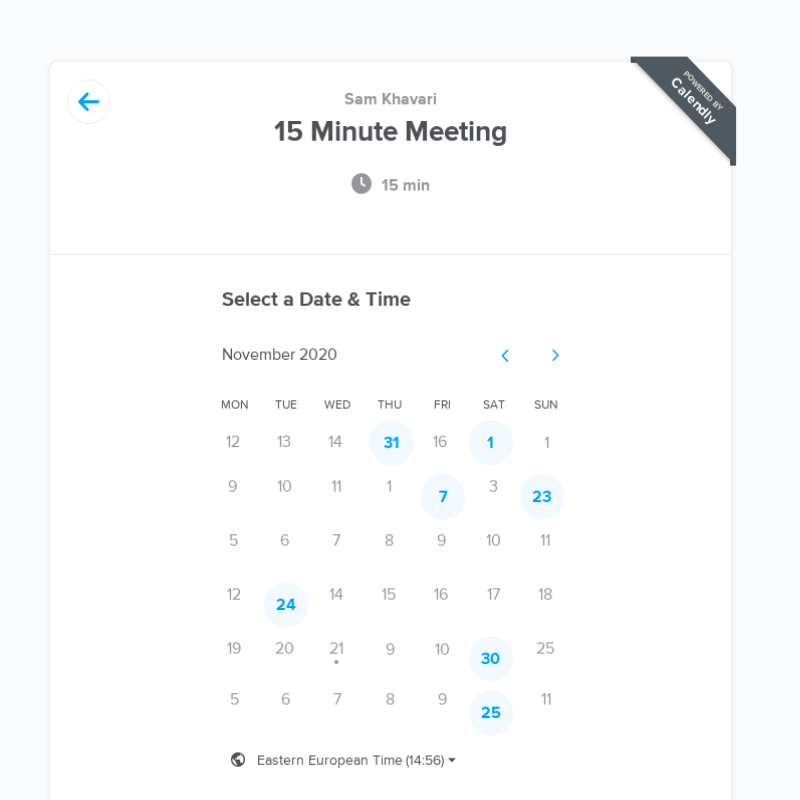 POWERED BY
Calendly
Sam Khavari
15 Minute Meeting
15 min
Select a Date & Time
November 2020
MON TUE WED THU FRI SAT SUN
12 13 14 31 16 1 1
9 10 11 1 7 3 23
5 6 7 8 9 10 11
12 24 14 15 16 17 18
19 20 21 9 10 30 25
5 6 7 8 9 25 11
Eastern European Time (14:56)